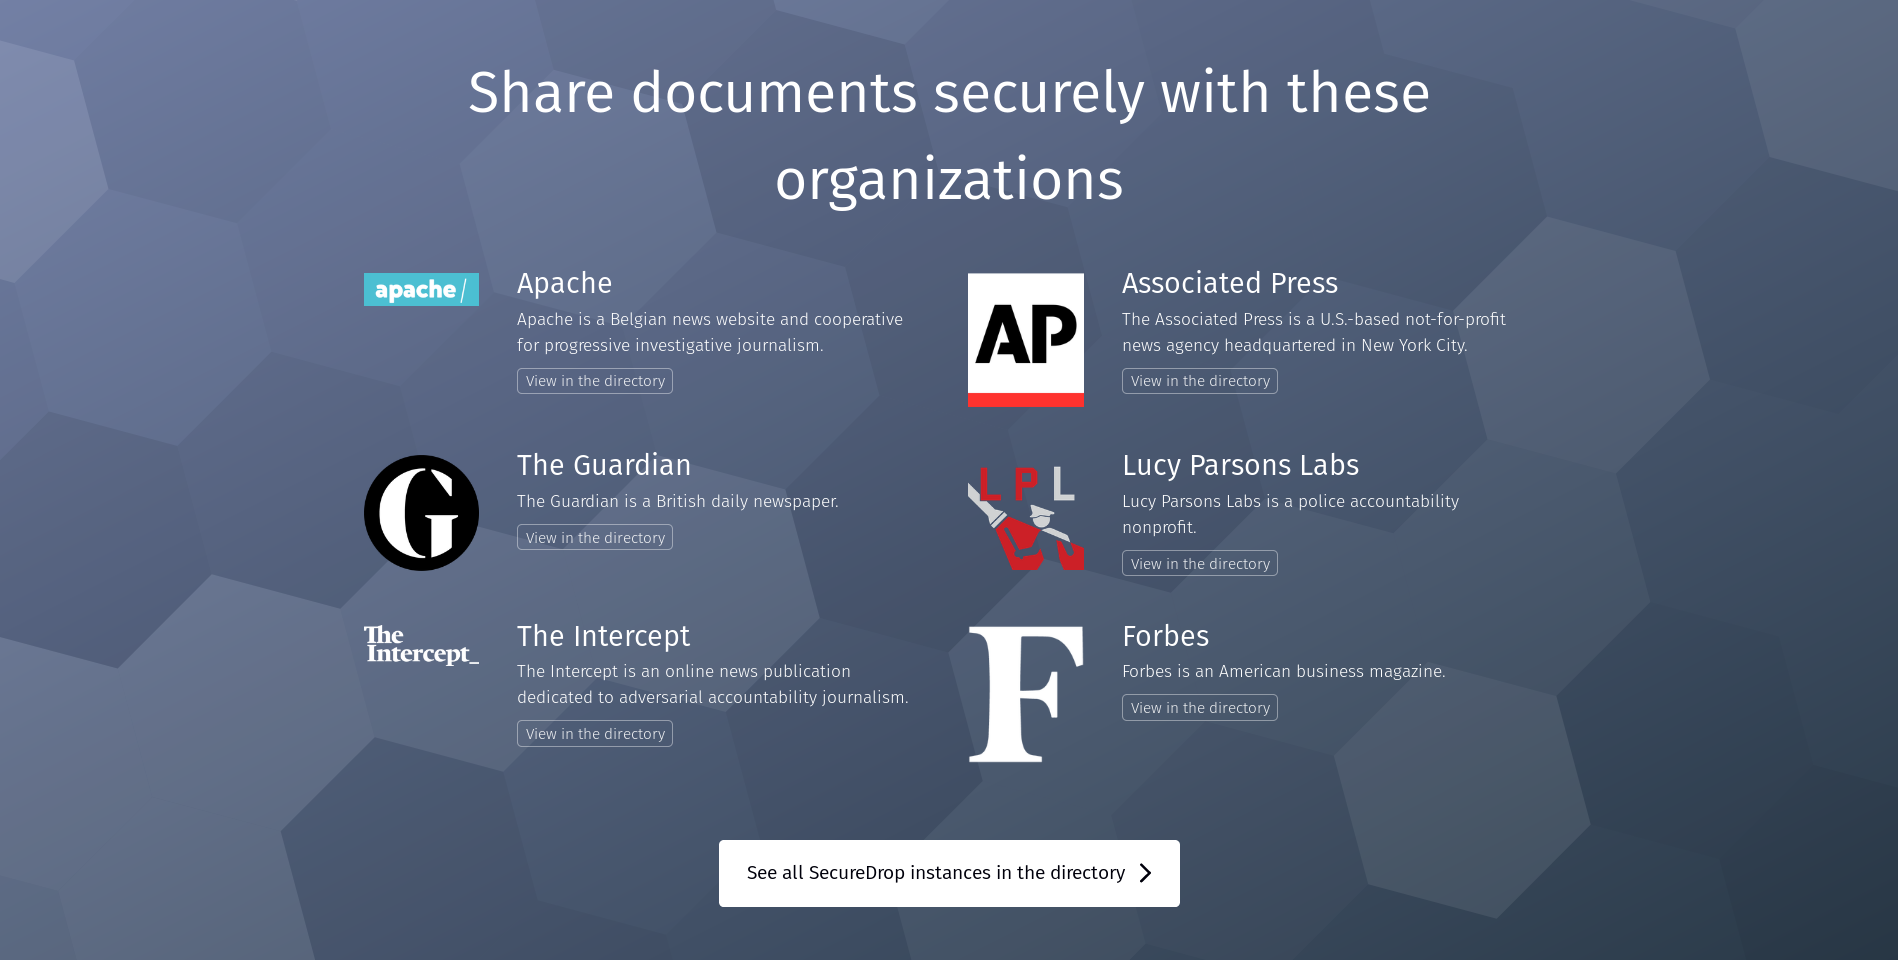 Share documents securely with these
organizations
apache/
Apache
Apache is a Belgian news website and cooperative
for progressive investigative journalism.
View in the directory
AP
Associated Press
The Associated Press is a U.S.-based not-for-profit
news agency headquartered in New York City.
View in the directory
G
The Guardian
The Guardian is a British daily newspaper.
View in the directory
LPL
Lucy Parsons Labs
Lucy Parsons Labs is a police accountability
nonprofit.
View in the directory
The
Intercept_
The Intercept
The Intercept is an online news publication
dedicated to adversarial accountability journalism.
View in the directory
F
Forbes
Forbes is an American business magazine.
View in the directory
See all SecureDrop instances in the directory